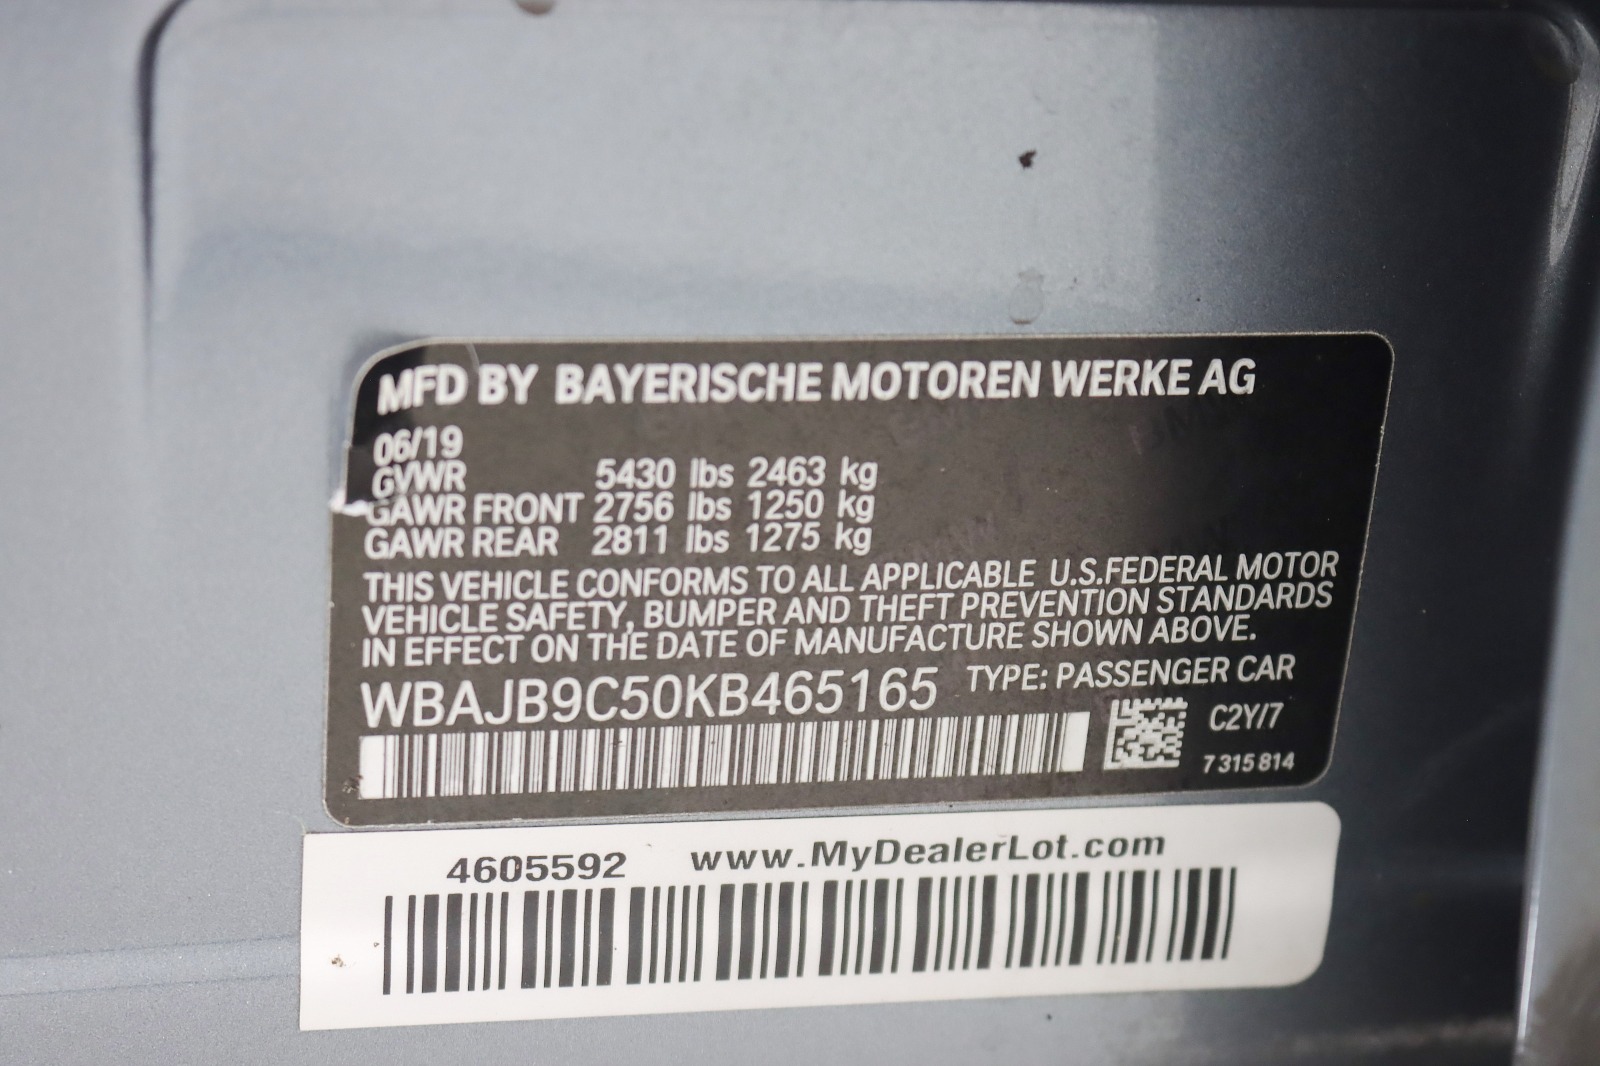 MFD BY BAYERISCHE MOTOREN WERKE AG
06/19
GVWR 5430 lbs 2463 kg
GAWR FRONT 2756 lbs 1250 kg
GAWR REAR 2811 lbs 1275 kg
THIS VEHICLE CONFORMS TO ALL APPLICABLE U.S.FEDERAL MOTOR
VEHICLE SAFETY, BUMPER AND THEFT PREVENTION STANDARDS
IN EFFECT ON THE DATE OF MANUFACTURE SHOWN ABOVE.
WBAJB9C50KB465165 TYPE: PASSENGER CAR
C2Y/7
7 315 814
4605592 www.MyDealerLot.com